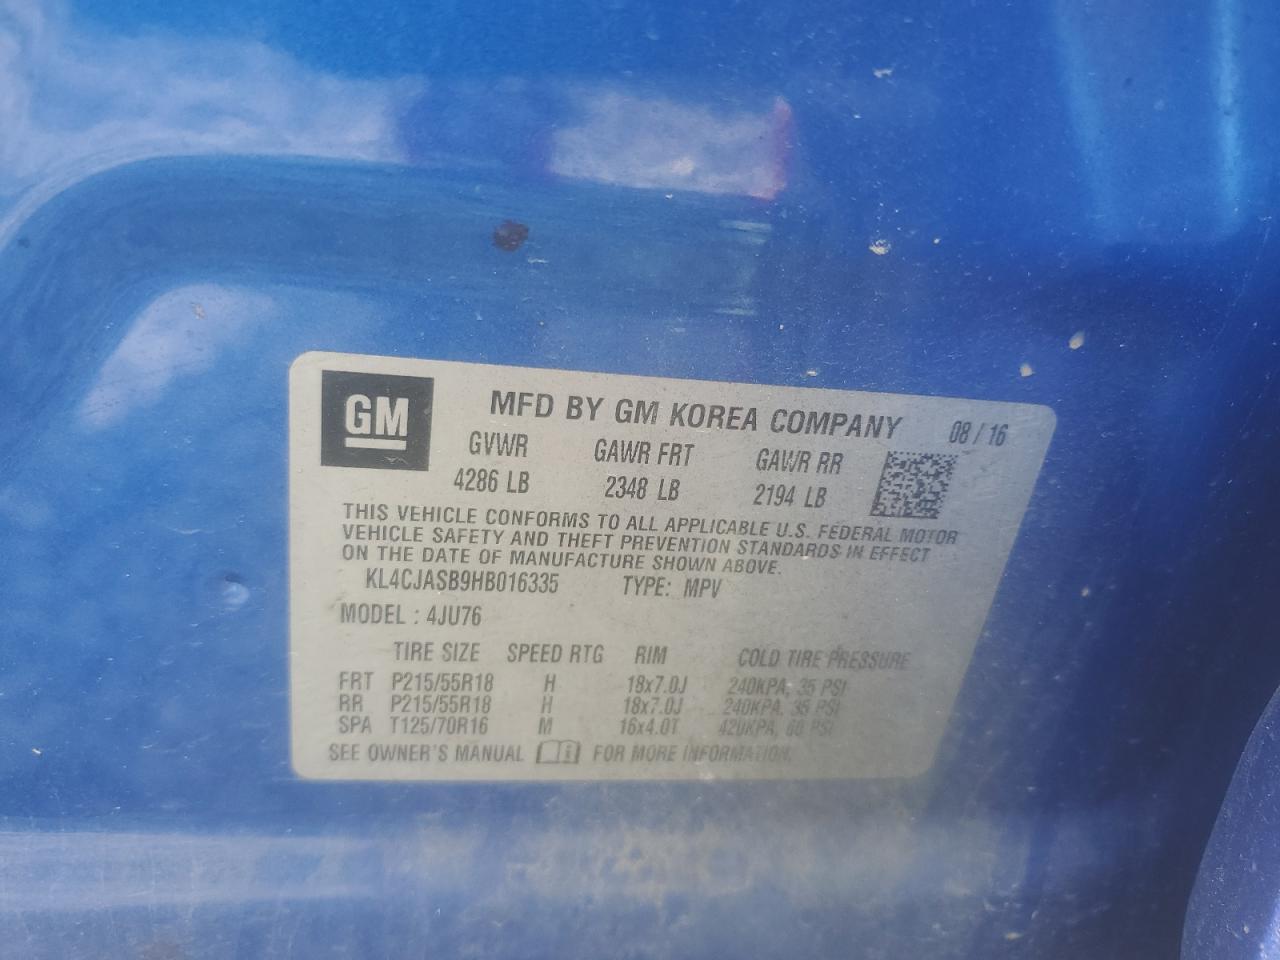 GM
MFD BY GM KOREA COMPANY 08 / 16
GVWR GAWR FRT GAWR RR
4286 LB 2348 LB 2194 LB
THIS VEHICLE CONFORMS TO ALL APPLICABLE U.S. FEDERAL MOTOR
VEHICLE SAFETY AND THEFT PREVENTION STANDARDS IN EFFECT
ON THE DATE OF MANUFACTURE SHOWN ABOVE.
KL4CJASB9HB016335 TYPE: MPV
MODEL : 4JU76
TIRE SIZE SPEED RTG RIM COLD TIRE PRESSURE
FRT P215/55R18 H 18x7.0J 240KPA, 35 PSI
RR P215/55R18 H 18x7.0J 240KPA, 35 PSI
SPA T125/70R16 M 16x4.0T 420KPA, 60 PSI
SEE OWNER'S MANUAL FOR MORE INFORMATION.